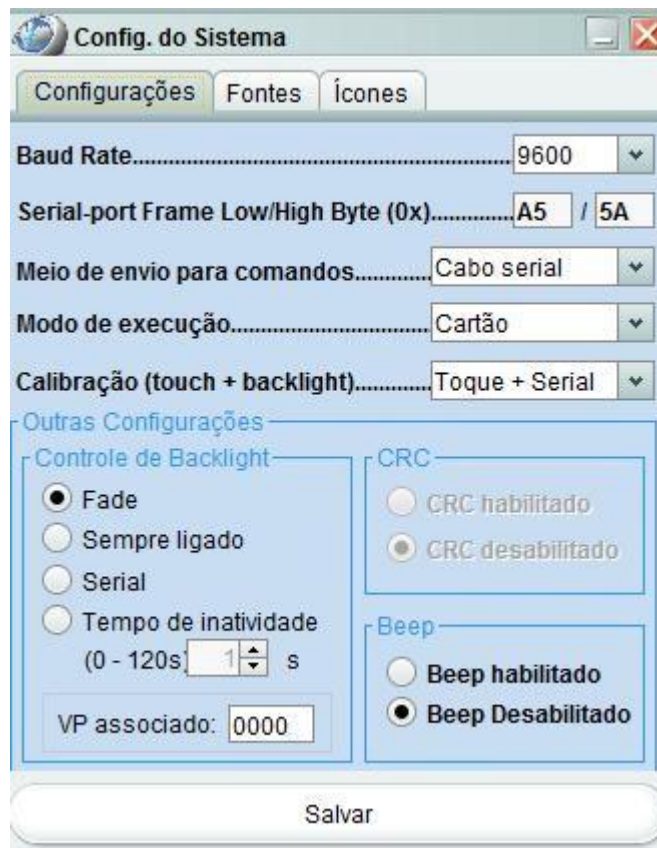 Config. do Sistema
Configurações Fontes Ícones
Baud Rate 9600
Serial-port Frame Low/High Byte (0x) A5 / 5A
Meio de envio para comandos Cabo serial
Modo de execução Cartão
Calibração (touch + backlight) Toque + Serial
Outras Configurações
Controle de Backlight
Fade
Sempre ligado
Serial
Tempo de inatividade
(0 - 120s) 1 s
VP associado: 0000
CRC
CRC habilitado
CRC desabilitado
Beep
Beep habilitado
Beep Desabilitado
Salvar